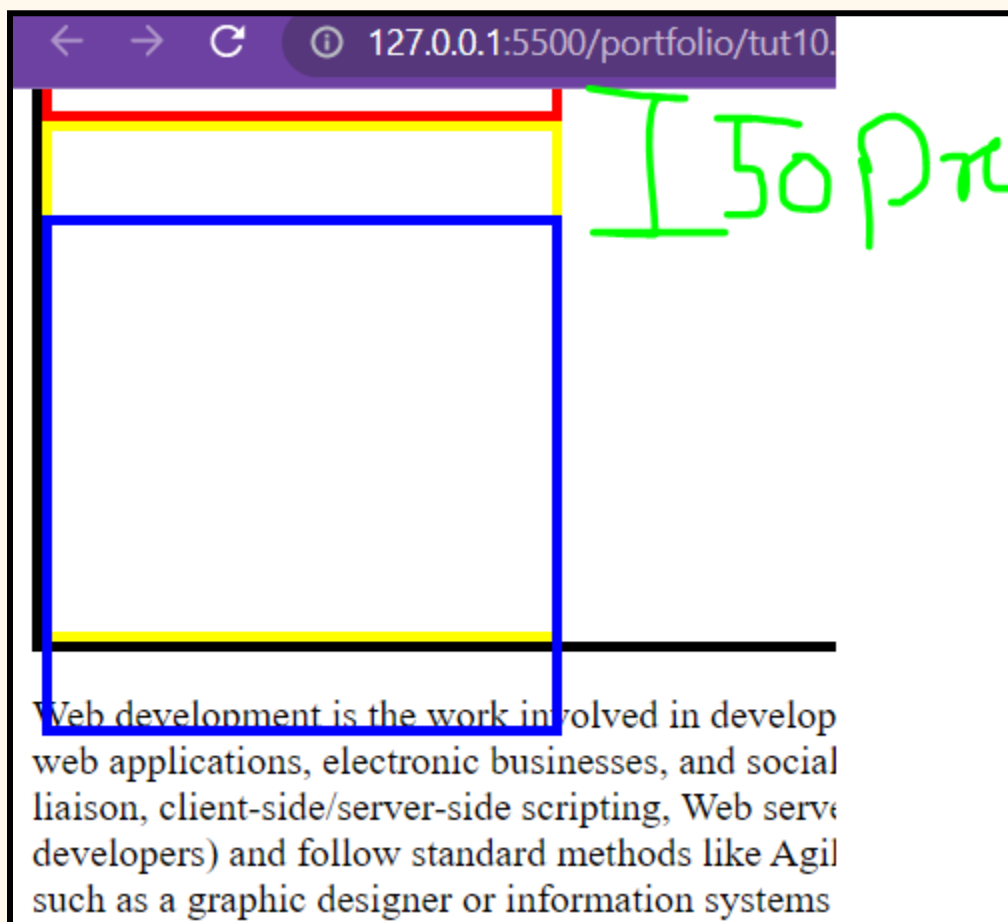 127.0.0.1:5500/portfolio/tut10.
I 50 Pre
Web development is the work involved in develop
web applications, electronic businesses, and social
liaison, client-side/server-side scripting, Web serve
developers) and follow standard methods like Agil
such as a graphic designer or information systems